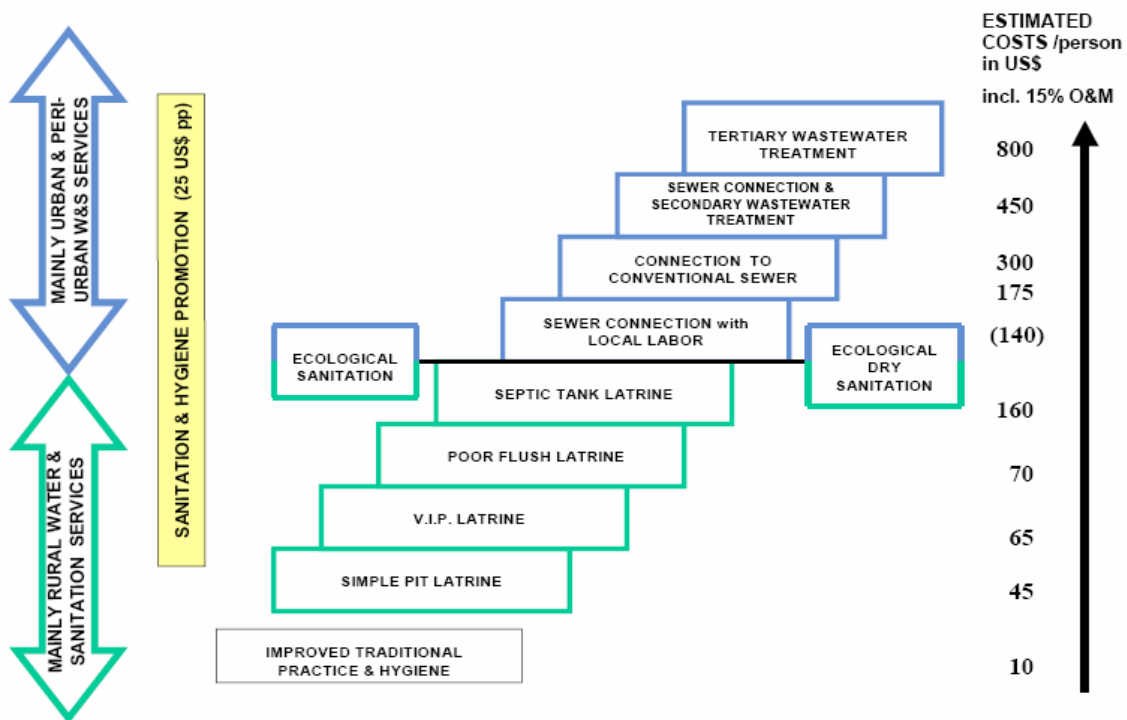 ESTIMATED
COSTS /person
in US$
incl. 15% O&M
MAINLY URBAN & PERI-
URBAN W&S SERVICES
MAINLY RURAL WATER &
SANITATION SERVICES
SANITATION & HYGIENE PROMOTION (25 US$ pp)
TERTIARY WASTEWATER
TREATMENT
800
SEWER CONNECTION &
SECONDARY WASTEWATER
TREATMENT
450
CONNECTION TO
CONVENTIONAL SEWER
300
175
SEWER CONNECTION with
LOCAL LABOR
(140)
ECOLOGICAL
SANITATION
ECOLOGICAL
DRY
SANITATION
SEPTIC TANK LATRINE
160
POOR FLUSH LATRINE
70
V.I.P. LATRINE
65
SIMPLE PIT LATRINE
45
IMPROVED TRADITIONAL
PRACTICE & HYGIENE
10